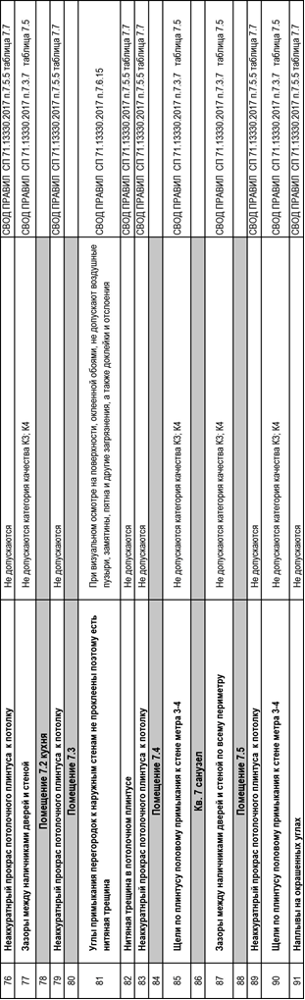 76 Неаккуратнрый прокрас потолочного плинтуса к потолку Не допускаются СВОД ПРАВИЛ СП 71.13330.2017 п.7.5.5 таблица 7.7
77 Зазоры между наличниками дверей и стеной Не допускаются категория качества К3; К4 СВОД ПРАВИЛ СП 71.13330.2017 п.7.3.7 таблица 7.5
78 Помещение 7.2 кухня
79 Неаккуратнрый прокрас потолочного плинтуса к потолку Не допускаются СВОД ПРАВИЛ СП 71.13330.2017 п.7.5.5 таблица 7.7
80 Помещение 7.3
81 Углы примыкания перегородок к наружным стенам не проклеены поэтому есть При визуальном осмотре на поверхности, оклеенной обоями, не допускают воздушные СП 71.13330.2017 п.7.6.15
нитяная трещина пузыри, замятины, пятна и другие загрязнения, а также доклейки и отслоения СВОД ПРАВИЛ
82 Нитяная трещина в потолочном плинтусе Не допускаются СВОД ПРАВИЛ СП 71.13330.2017 п.7.5.5 таблица 7.7
83 Неаккуратнрый прокрас потолочного плинтуса к потолку Не допускаются СВОД ПРАВИЛ СП 71.13330.2017 п.7.5.5 таблица 7.7
84 Помещение 7.4
85 Щели по плинтусу половому примыкания к стене метра 3-4 Не допускаются категория качества К3; К4 СВОД ПРАВИЛ СП 71.13330.2017 п.7.3.7 таблица 7.5
86 Кв. 7 санузел
87 Зазоры между наличниками дверей и стеной по всему периметру Не допускаются категория качества К3; К4 СВОД ПРАВИЛ СП 71.13330.2017 п.7.3.7 таблица 7.5
88 Помещение 7.5
89 Неаккуратнрый прокрас потолочного плинтуса к потолку Не допускаются СВОД ПРАВИЛ СП 71.13330.2017 п.7.5.5 таблица 7.7
90 Щели по плинтусу половому примыкания к стене метра 3-4 Не допускаются категория качества К3; К4 СВОД ПРАВИЛ СП 71.13330.2017 п.7.3.7 таблица 7.5
91 Наплывы на окрашенных углах Не допускаются СВОД ПРАВИЛ СП 71.13330.2017 п.7.5.5 таблица 7.7